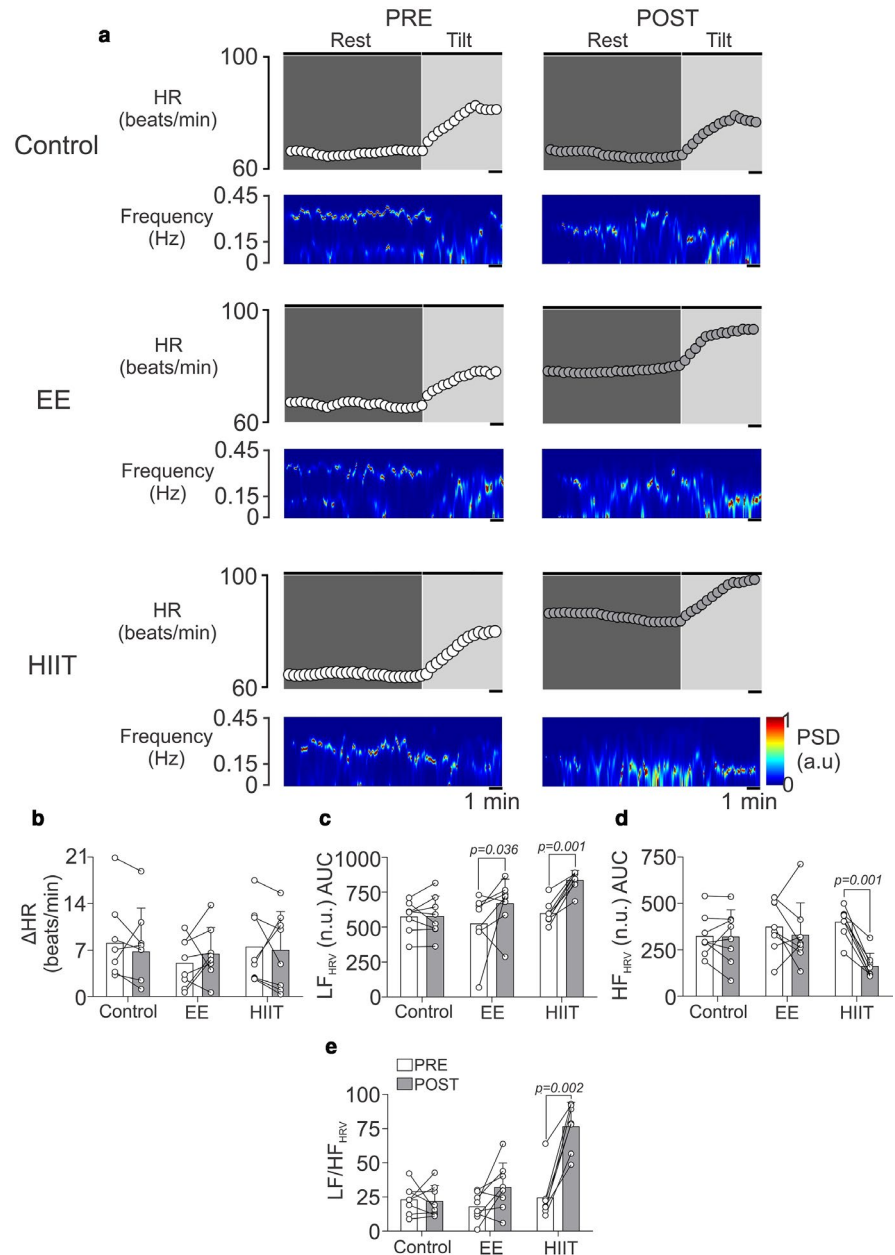 PRE POST
a
Rest Tilt Rest Tilt
100
HR
(beats/min)
Control
60
0.45
Frequency
(Hz)
0.15
0
100
HR
(beats/min)
EE
60
0.45
Frequency
(Hz)
0.15
0
100
HR
(beats/min)
HIIT
60
0.45
Frequency
(Hz)
0.15
0
1
PSD
(a.u)
0
1 min
b
21
14
7
0
ΔHR
(beats/min)
Control EE HIIT
c
p=0.036 p=0.001
1000
750
500
250
0
LFHRV (n.u.) AUC
Control EE HIIT
d
p=0.001
750
500
250
0
HFHRV (n.u.) AUC
Control EE HIIT
e
PRE
POST
p=0.002
100
75
50
25
0
LF/HFHRV
Control EE HIIT